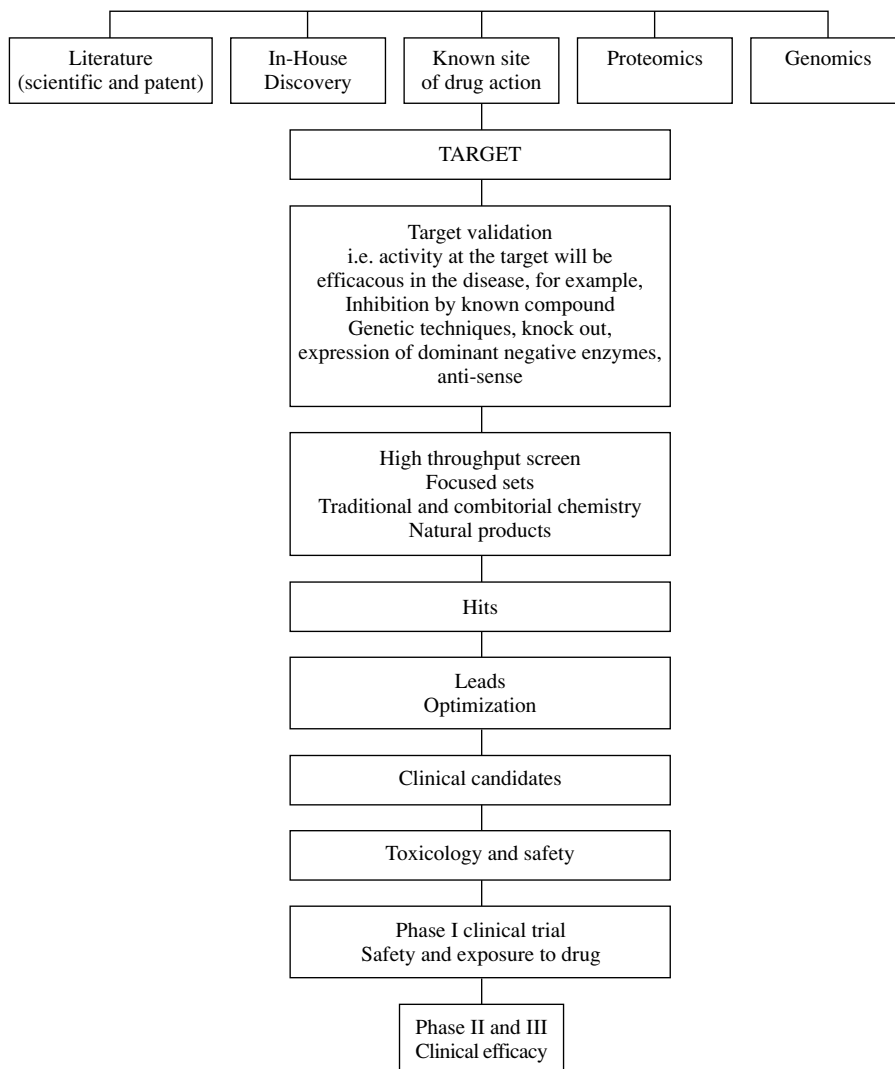 Literature
(scientific and patent)
In-House
Discovery
Known site
of drug action
Proteomics
Genomics
TARGET
Target validation
i.e. activity at the target will be
efficacous in the disease, for example,
Inhibition by known compound
Genetic techniques, knock out,
expression of dominant negative enzymes,
anti-sense
High throughput screen
Focused sets
Traditional and combitorial chemistry
Natural products
Hits
Leads
Optimization
Clinical candidates
Toxicology and safety
Phase I clinical trial
Safety and exposure to drug
Phase II and III
Clinical efficacy